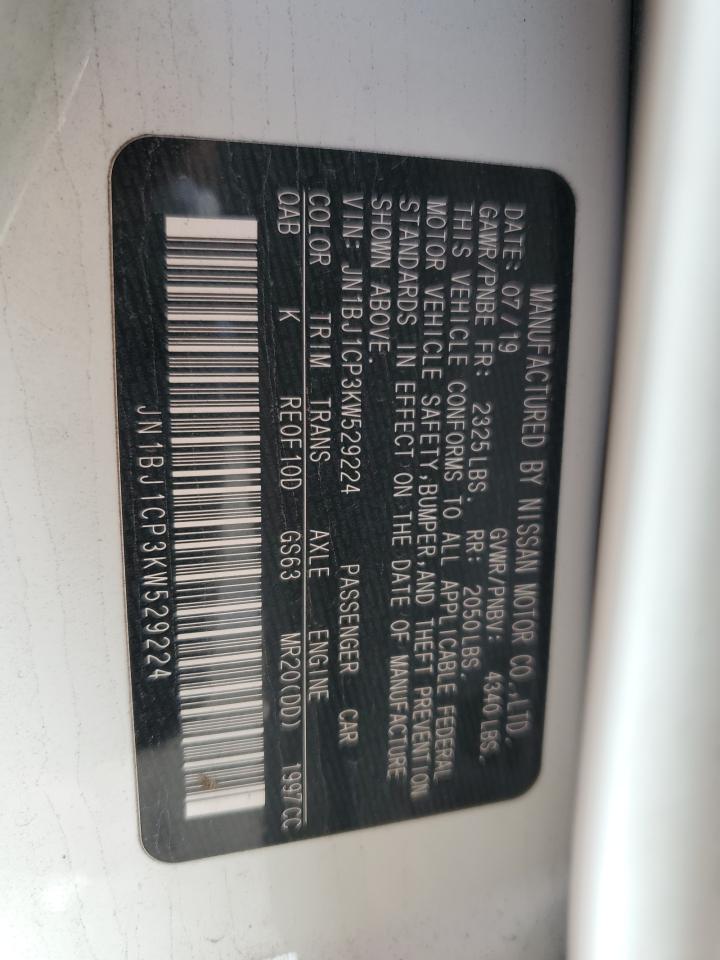 MANUFACTURED BY NISSAN MOTOR CO.,LTD.
DATE: 07/19 GVWR/PNBV: 4340LBS.
GAWR/PNBE FR: 2325LBS. RR: 2050LBS.
THIS VEHICLE CONFORMS TO ALL APPLICABLE FEDERAL
MOTOR VEHICLE SAFETY,BUMPER,AND THEFT PREVENTION
STANDARDS IN EFFECT ON THE DATE OF MANUFACTURE
SHOWN ABOVE.
VIN: JN1BJ1CP3KW529224 PASSENGER CAR
COLOR TRIM TRANS AXLE ENGINE
QAB K RE0F10D GS63 MR20(DD) 1997CC
JN1BJ1CP3KW529224